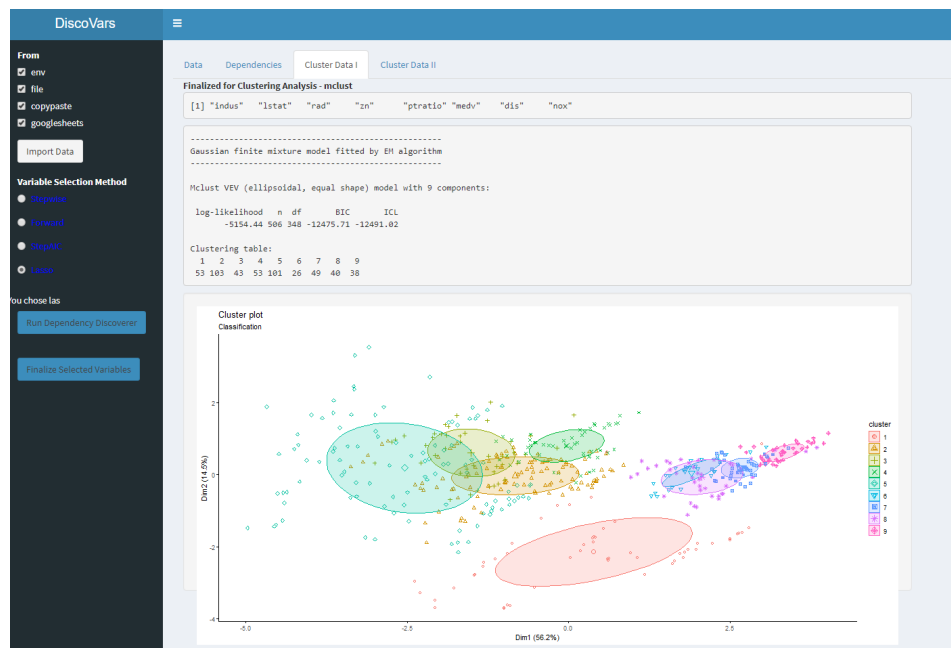 DiscoVars
From
env
file
copypaste
googlesheets
Import Data
Variable Selection Method
You chose las
Run Dependency Discoverer
Finalize Selected Variables
Data Dependencies Cluster Data I Cluster Data II
Finalized for Clustering Analysis - mclust
[1] "indus" "lstat" "rad" "zn" "ptratio" "medv" "dis" "nox"
----------------------------------------------------
Gaussian finite mixture model fitted by EM algorithm
----------------------------------------------------
Mclust VEV (ellipsoidal, equal shape) model with 9 components:
log-likelihood n df BIC ICL
-5154.44 506 348 -12475.71 -12491.02
Clustering table:
1 2 3 4 5 6 7 8 9
53 103 43 53 101 26 49 40 38
Cluster plot
Classification
Dim2 (14.5%)
2
0
-2
-4
-5.0 -2.5 0.0 2.5
Dim1 (56.2%)
cluster
1
2
3
4
5
6
7
8
9